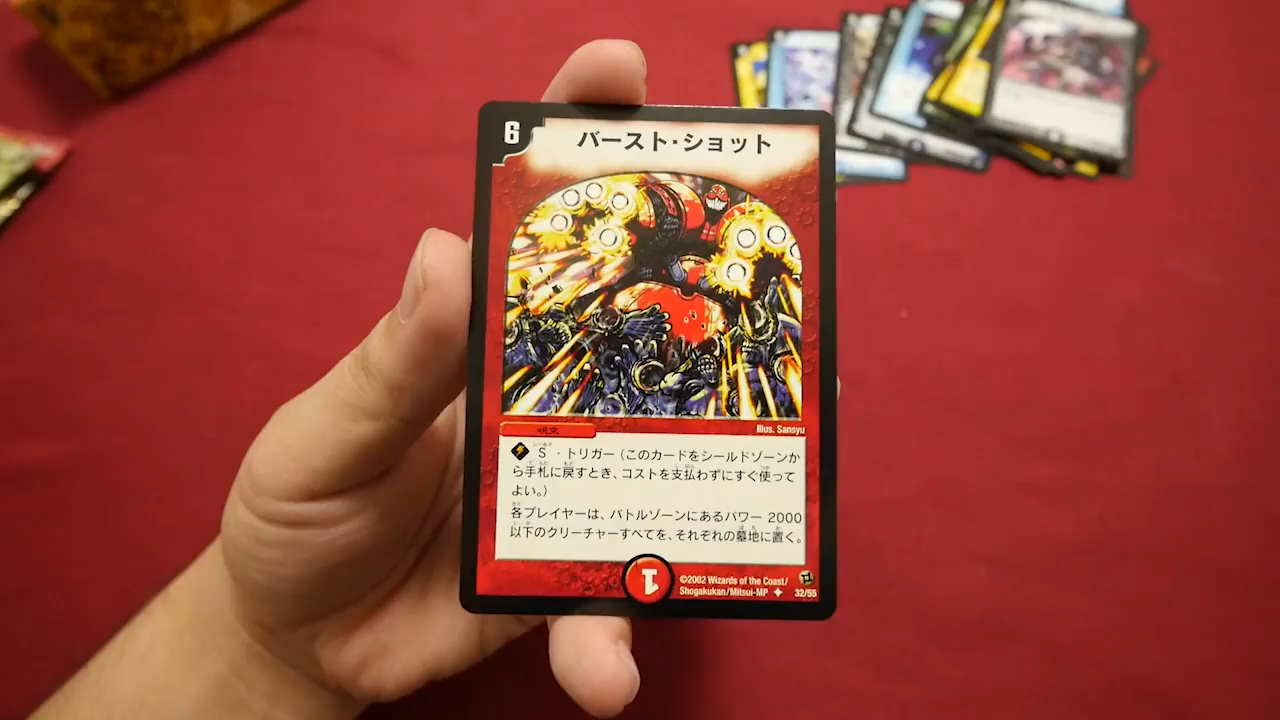 6
バースト・ショット
呪文
Illus. Sansyu
S・トリガー（このカードをシールドゾーンか
ら手札に戻すとき、コストを支払わずにすぐ使って
よい。）
各プレイヤーは、バトルゾーンにあるパワー 2000
以下のクリーチャーすべてを、それぞれの墓地に置く。
1
©2002 Wizards of the Coast/
Shogakukan/Mitsui-MP
32/55